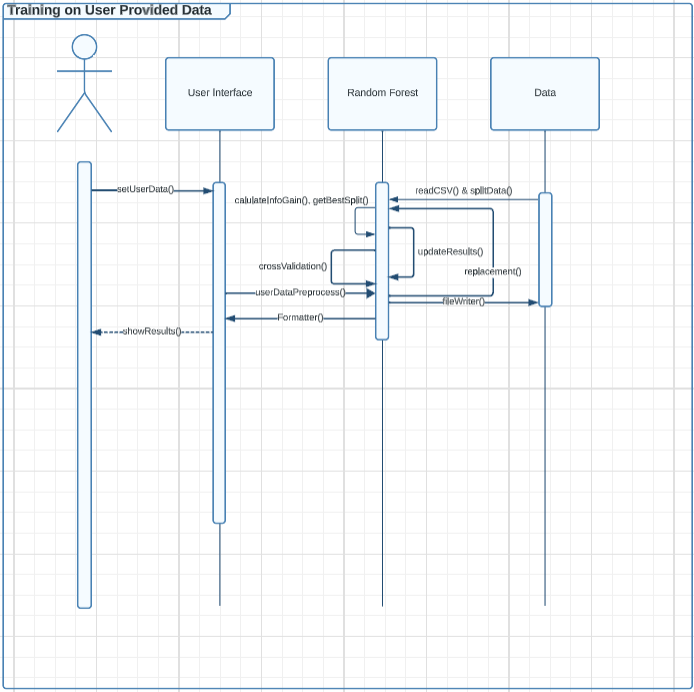 Training on User Provided Data
User Interface
Random Forest
Data
setUserData()
calulateInfoGain(), getBestSplit()
readCSV() & splitData()
updateResults()
crossValidation()
replacement()
userDataPreprocess()
fileWriter()
Formatter()
showResults()